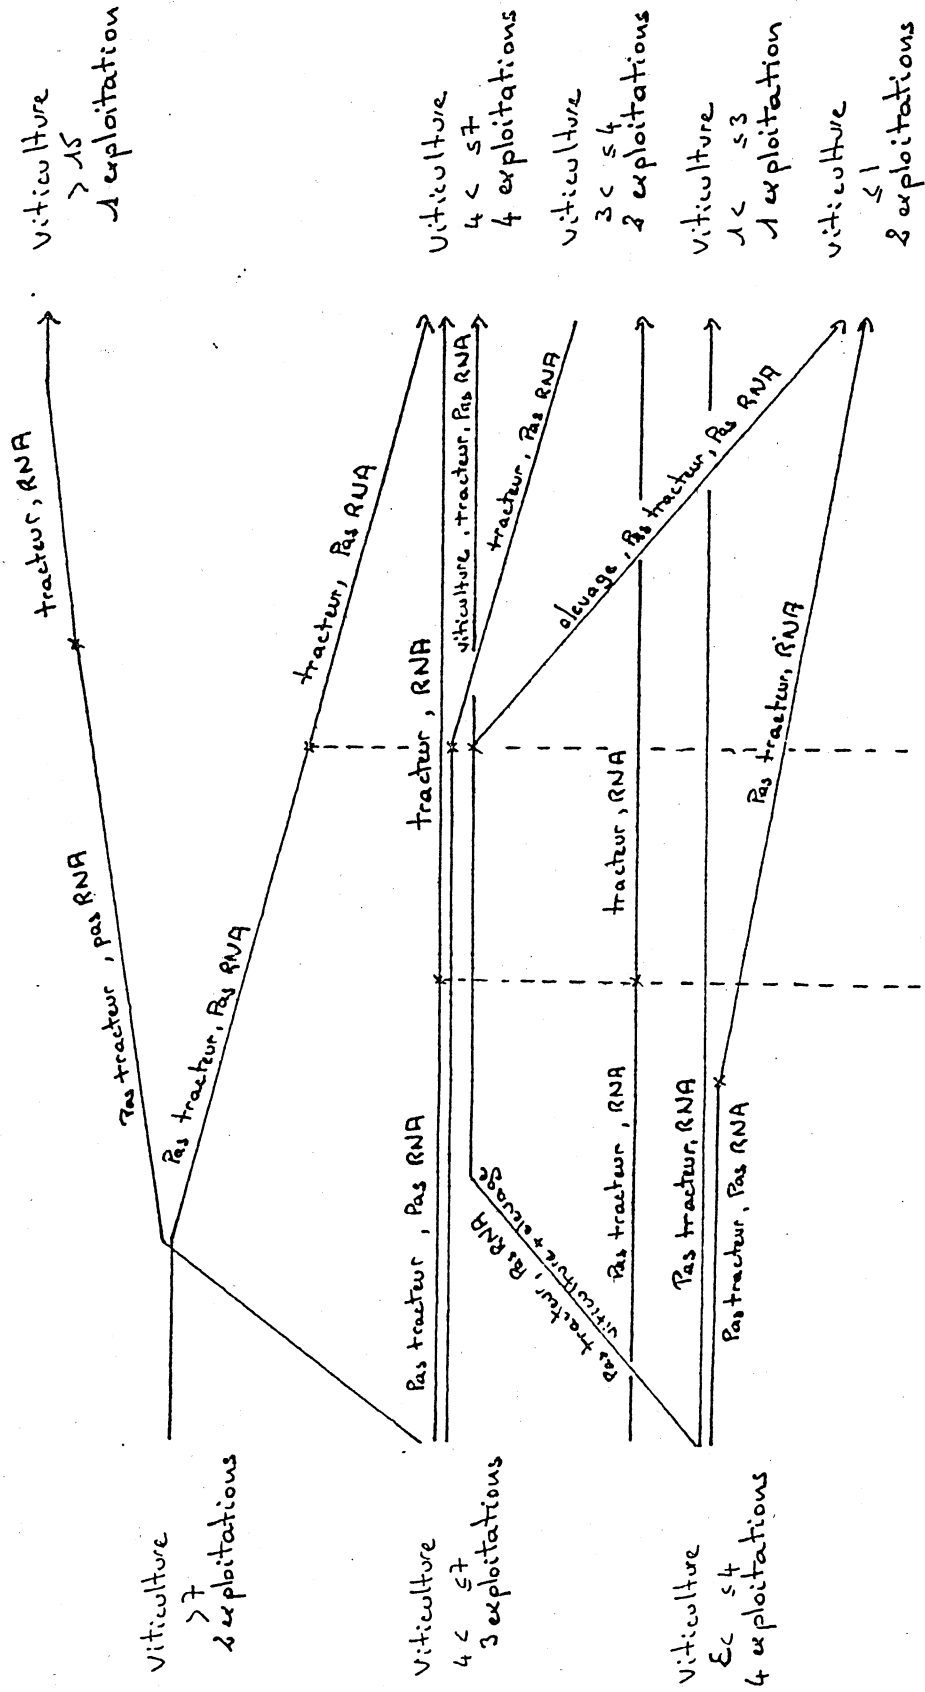 Viticulture
> 7
2 exploitations
Viticulture
4 < ≤ 7
3 exploitations
Viticulture
ε < ≤ 4
4 exploitations
Pas tracteur, pas RNA
tracteur, RNA
Pas tracteur, Pas RNA
tracteur, Pas RNA
Pas tracteur, Pas RNA
tracteur, RNA
viticulture, tracteur, Pas RNA
tracteur, Pas RNA
Pas tracteur, Pas RNA
viticulture + elevage
elevage, Pas tracteur, Pas RNA
Pas tracteur, RNA
tracteur, RNA
Pas tracteur, RNA
Pas tracteur, Pas RNA
Pas tracteur, RNA
Viticulture
> 15
1 exploitation
Viticulture
4 < ≤ 7
4 exploitations
Viticulture
3 < ≤ 4
2 exploitations
Viticulture
1 < ≤ 3
1 exploitation
Viticulture
≤ 1
2 exploitations